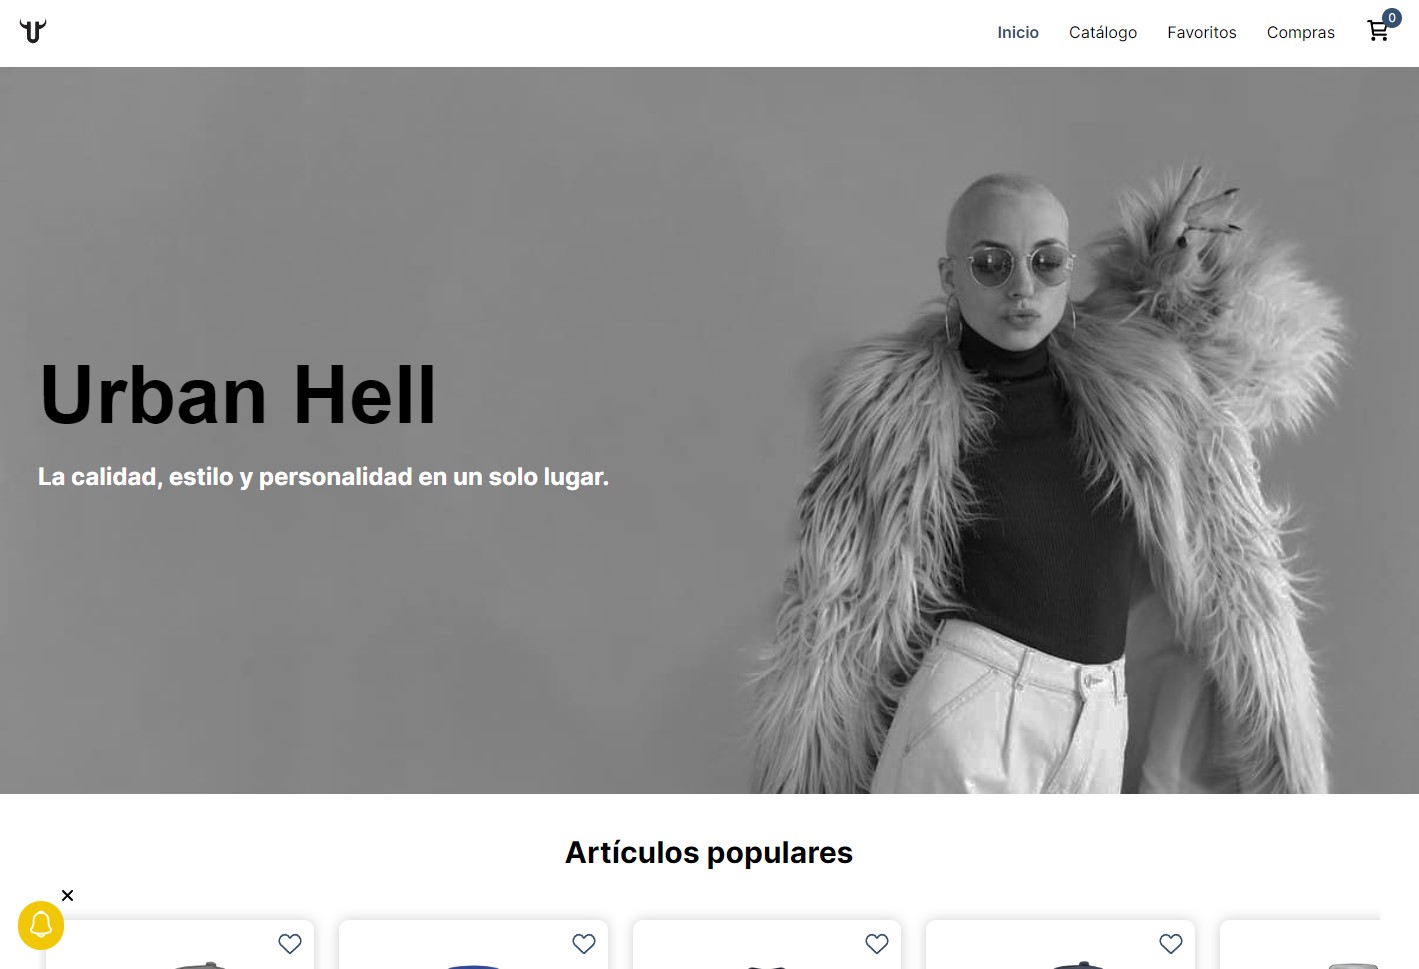 Inicio
Catálogo
Favoritos
Compras
0
Urban Hell
La calidad, estilo y personalidad en un solo lugar.
Artículos populares